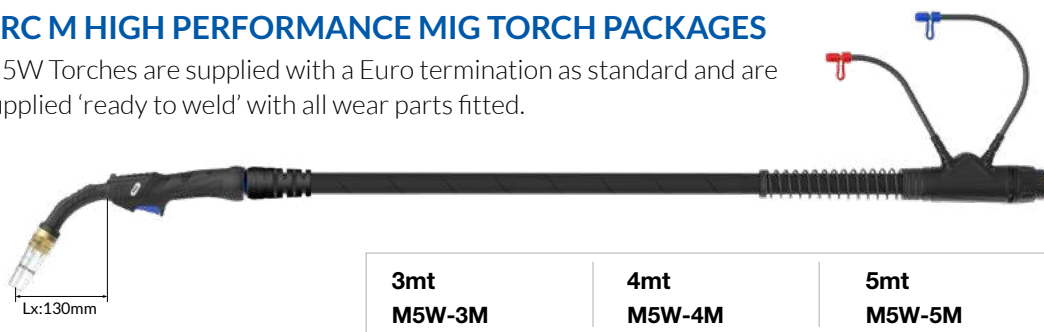 RC M HIGH PERFORMANCE MIG TORCH PACKAGES
5W Torches are supplied with a Euro termination as standard and are
upplied ‘ready to weld’ with all wear parts fitted.
Lx:130mm
3mt 4mt 5mt
M5W-3M M5W-4M M5W-5M